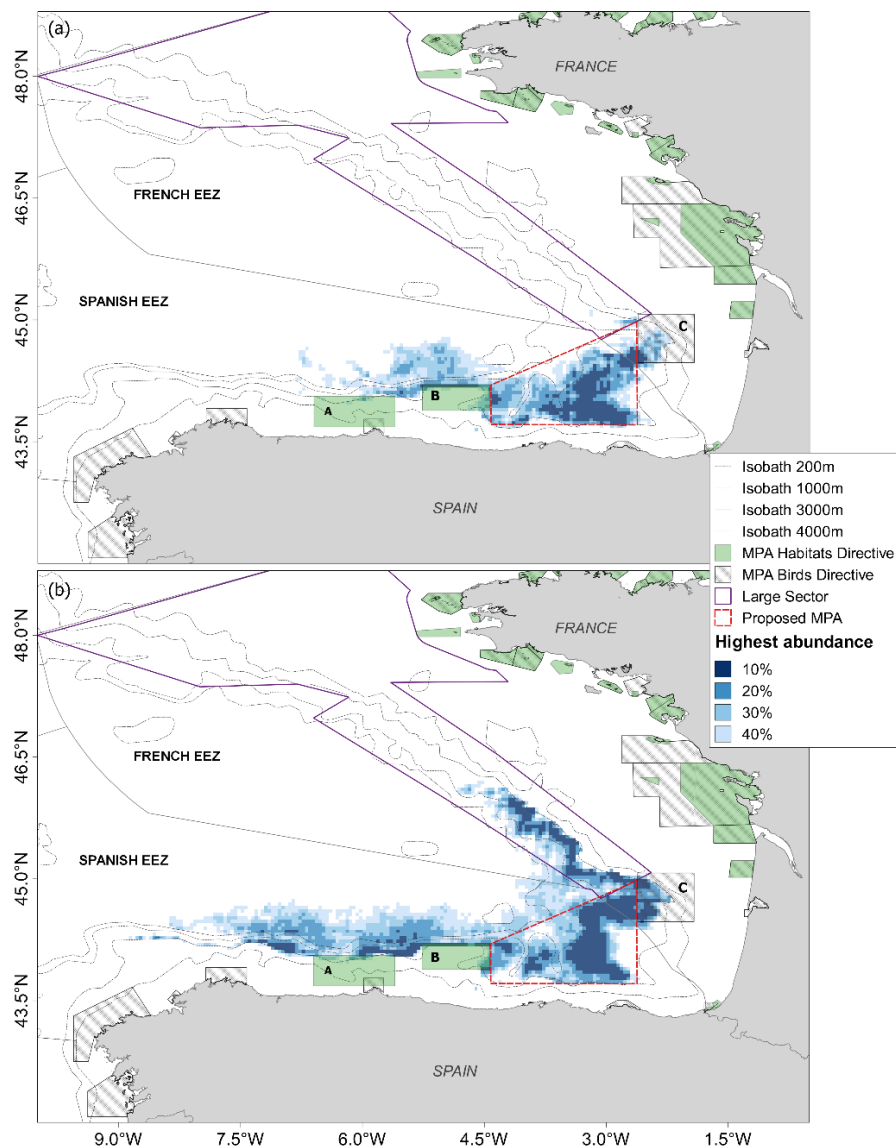 (a)
FRANCE
48.0°N
46.5°N
FRENCH EEZ
SPANISH EEZ
45.0°N
C
A
B
43.5°N
SPAIN
Isobath 200m
Isobath 1000m
Isobath 3000m
Isobath 4000m
MPA Habitats Directive
MPA Birds Directive
Large Sector
Proposed MPA
Highest abundance
10%
20%
30%
40%
(b)
FRANCE
48.0°N
46.5°N
FRENCH EEZ
SPANISH EEZ
45.0°N
C
A
B
43.5°N
SPAIN
9.0°W 7.5°W 6.0°W 4.5°W 3.0°W 1.5°W